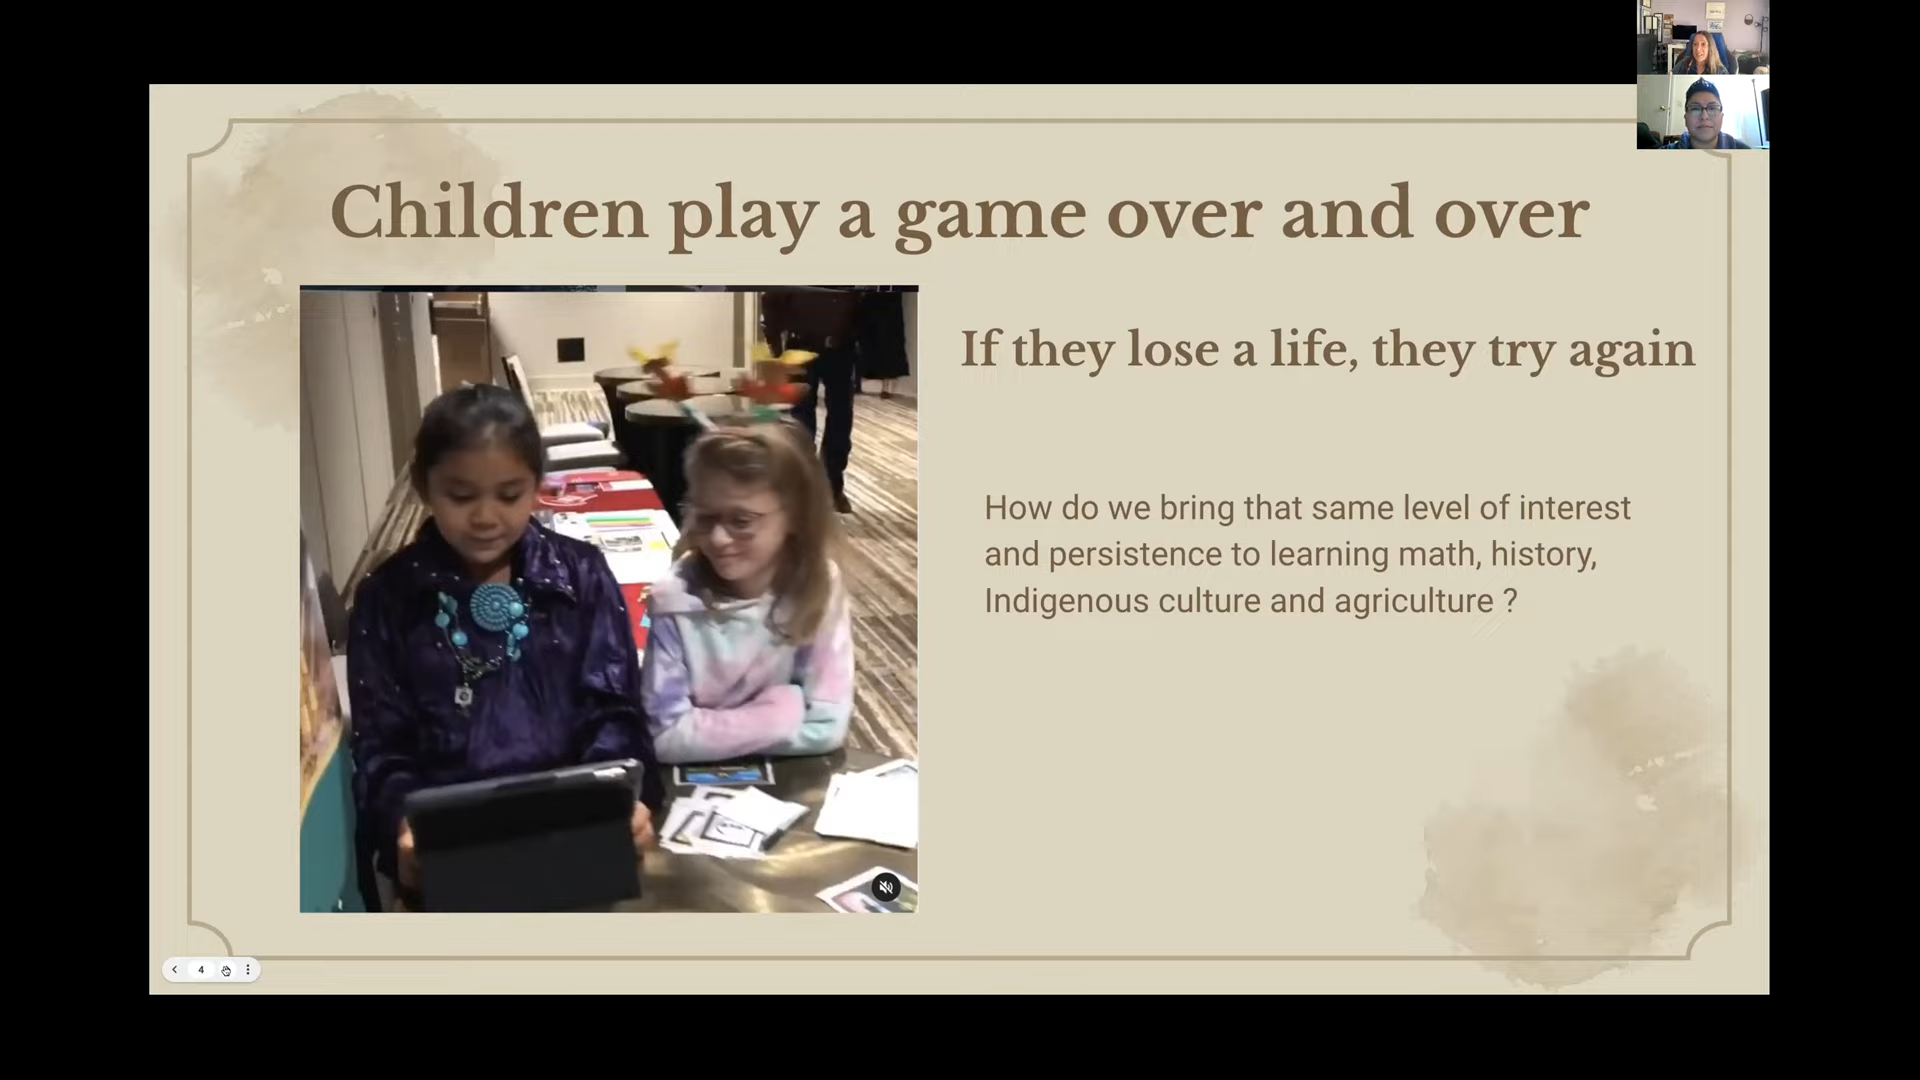 Children play a game over and over
If they lose a life, they try again
How do we bring that same level of interest
and persistence to learning math, history,
Indigenous culture and agriculture ?
4